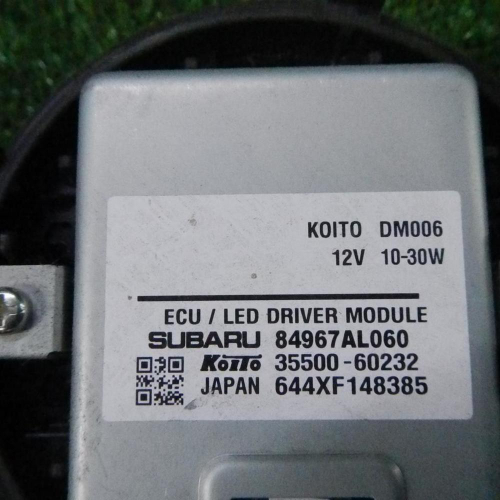 KOITO DM006
12V 10-30W
ECU / LED DRIVER MODULE
SUBARU 84967AL060
KOITO 35500-60232
JAPAN 644XF148385